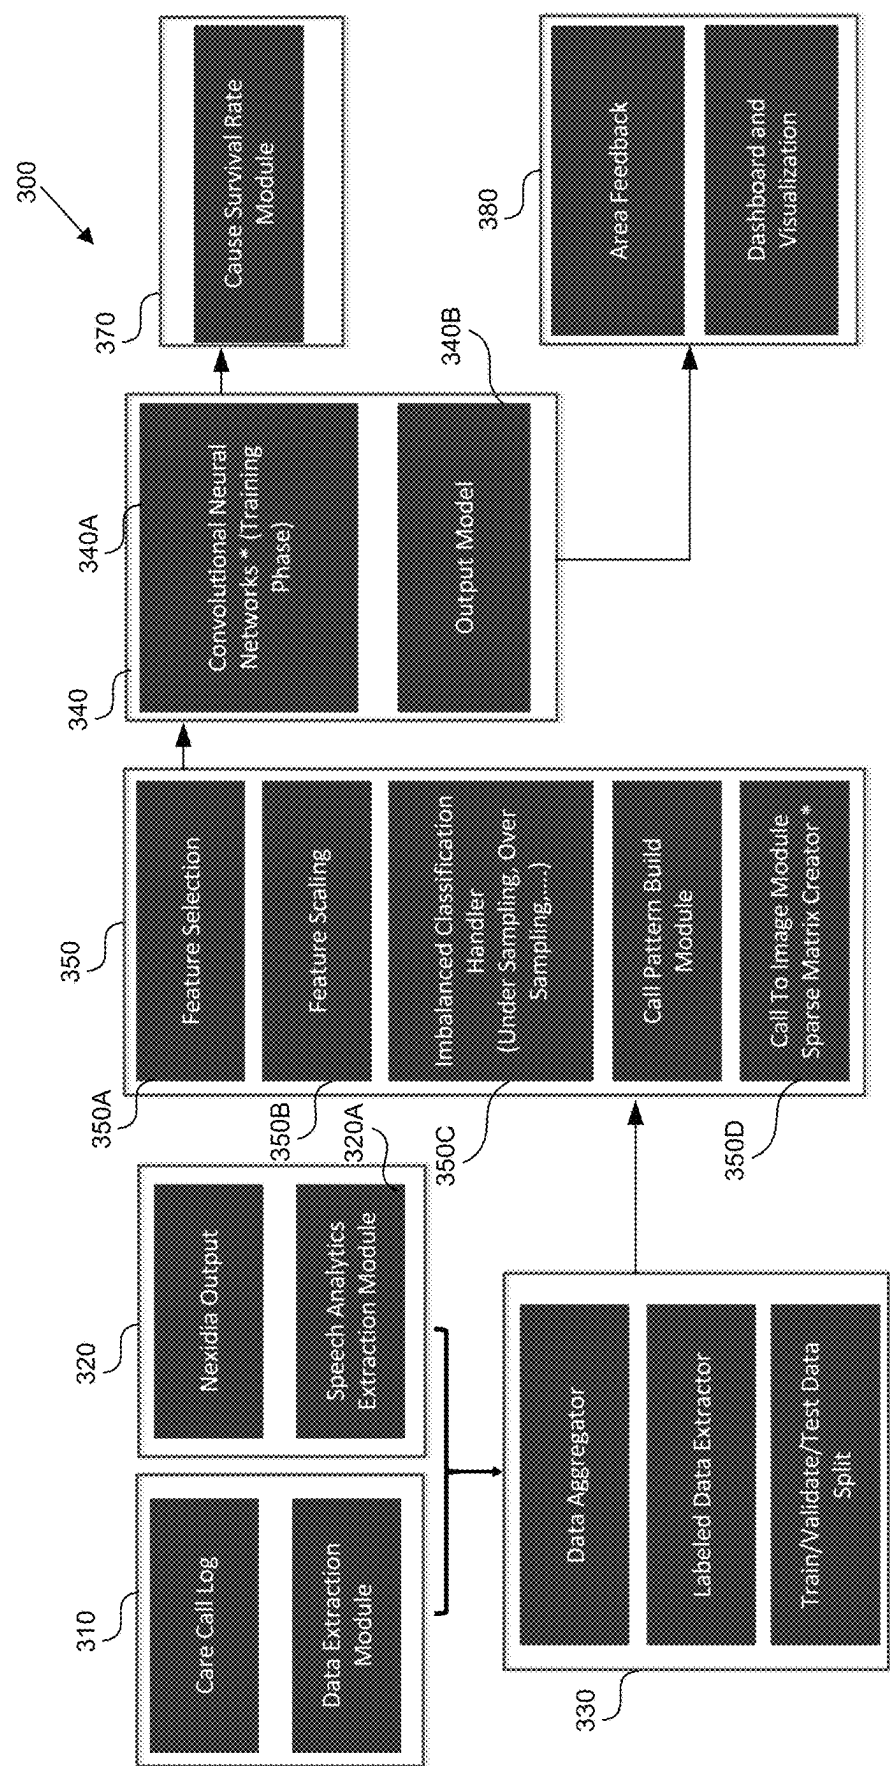 300
310
Care Call Log
Data Extraction
Module
320
Nexidia Output
Speech Analytics
Extraction Module
320A
330
Data Aggregator
Labeled Data Extractor
Train/Validate/Test Data
Split
350
350A
Feature Selection
350B
Feature Scaling
350C
Imbalanced Classification
Handler
(Under Sampling, Over
Sampling,....)
Call Pattern Build
Module
350D
Call To Image Module
Sparse Matrix Creator *
340
340A
Convolutional Neural
Networks * (Training
Phase)
340B
Output Model
370
Cause Survival Rate
Module
380
Area Feedback
Dashboard and
Visualization